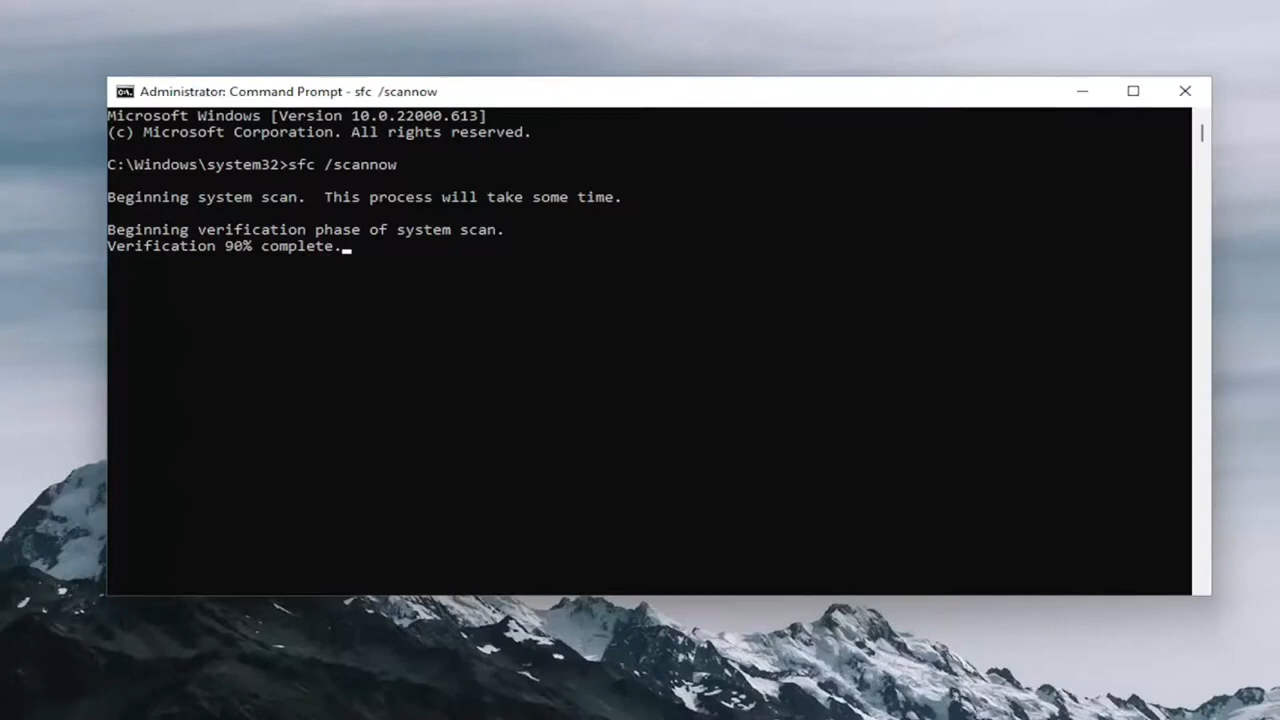 Administrator: Command Prompt - sfc  /scannow
Microsoft Windows [Version 10.0.22000.613]
(c) Microsoft Corporation. All rights reserved.
C:\Windows\system32>sfc /scannow
Beginning system scan.  This process will take some time.
Beginning verification phase of system scan.
Verification 90% complete.